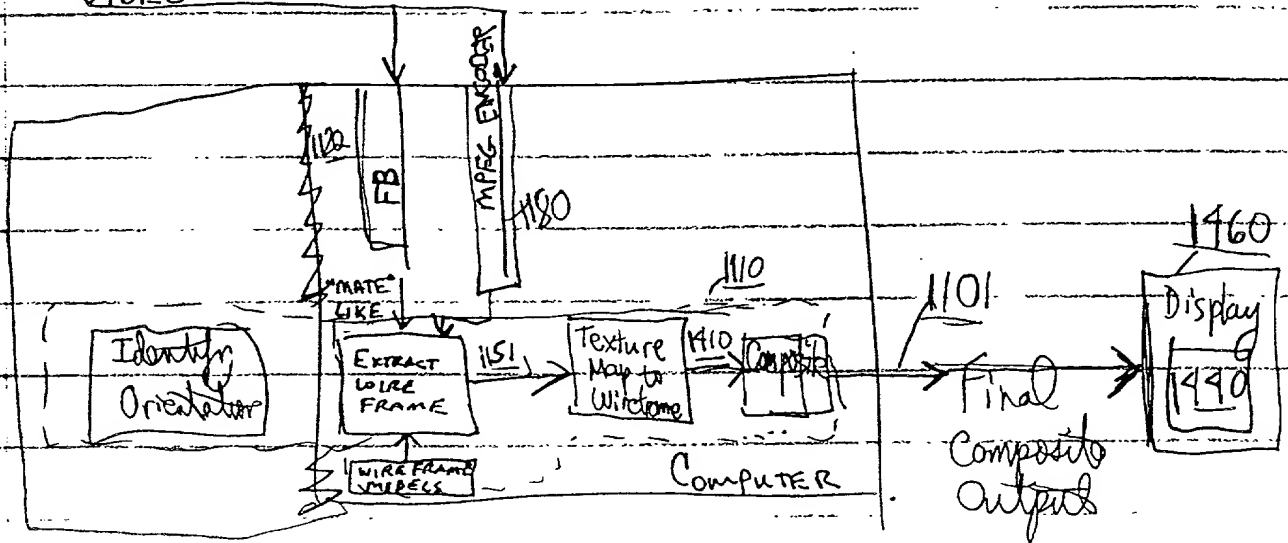 MPEG ENCODER
1122
FB
1180
1460
"MATE"
LIKE
1110
1101
Display
1440
Identify
Orientation
EXTRACT
WIRE
FRAME
1151
Texture
Map to
Wireframe
1410
Composite
Final
Composite
Output
WIRE FRAME
MODELS
COMPUTER